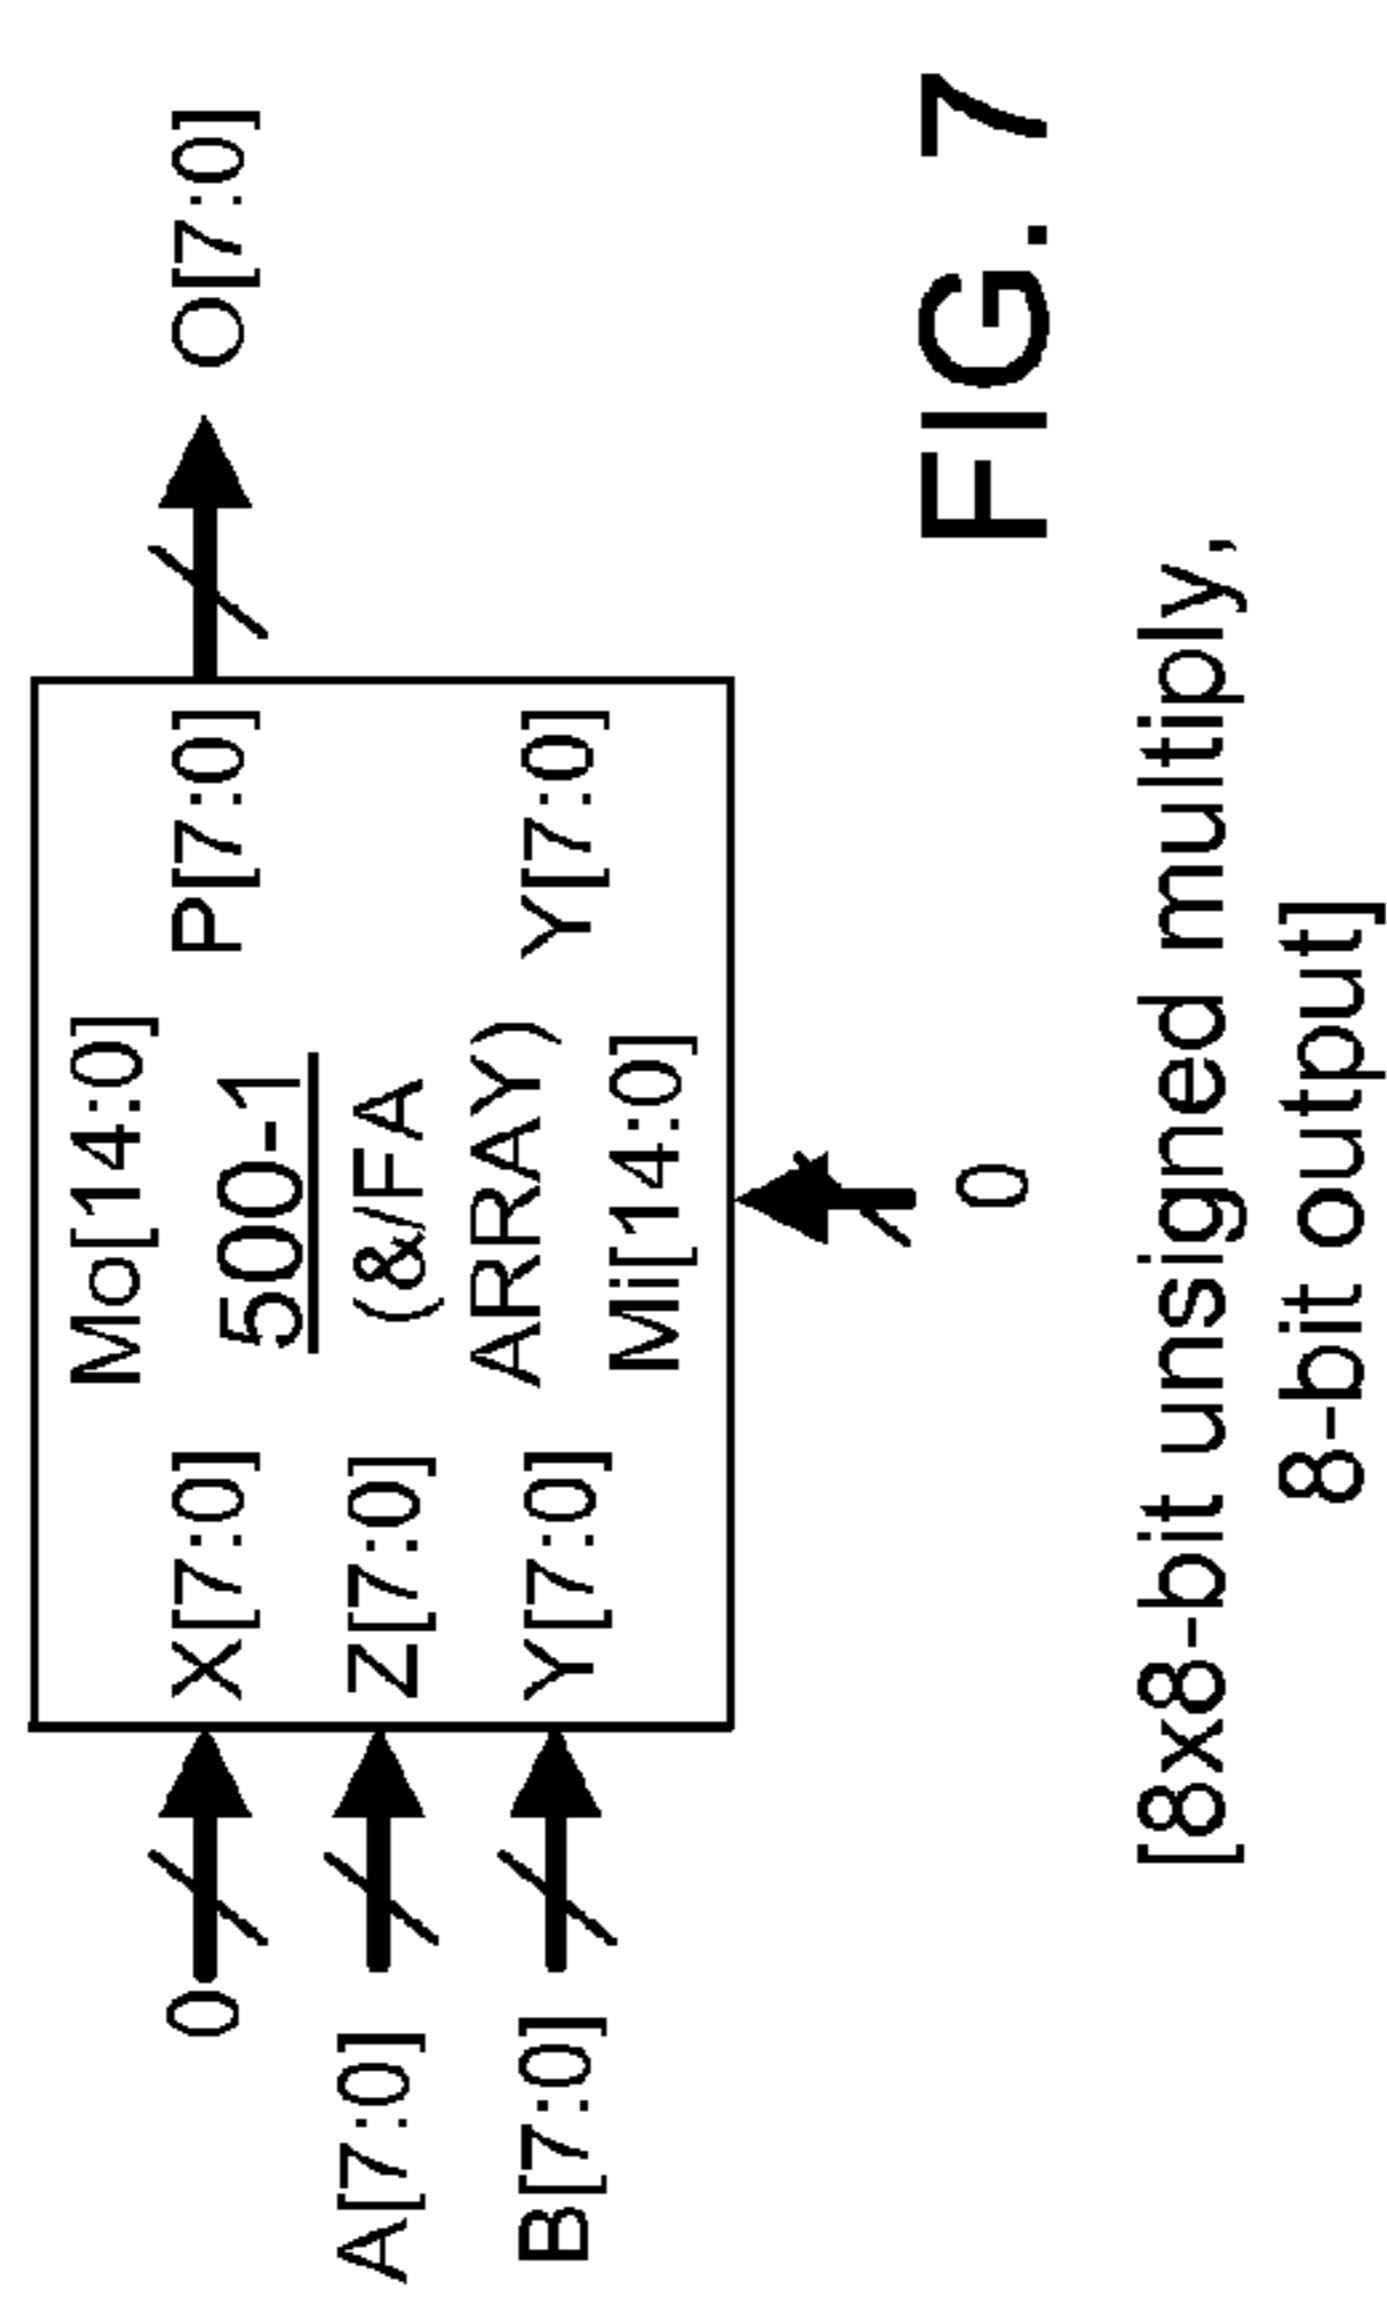 Mo[14:0]
0 X[7:0] P[7:0] O[7:0]
500-1
A[7:0] Z[7:0] (&/FA
B[7:0] Y[7:0] ARRAY) Y[7:0]
Mi[14:0]
0
FIG. 7
[8x8-bit unsigned multiply,
8-bit output]